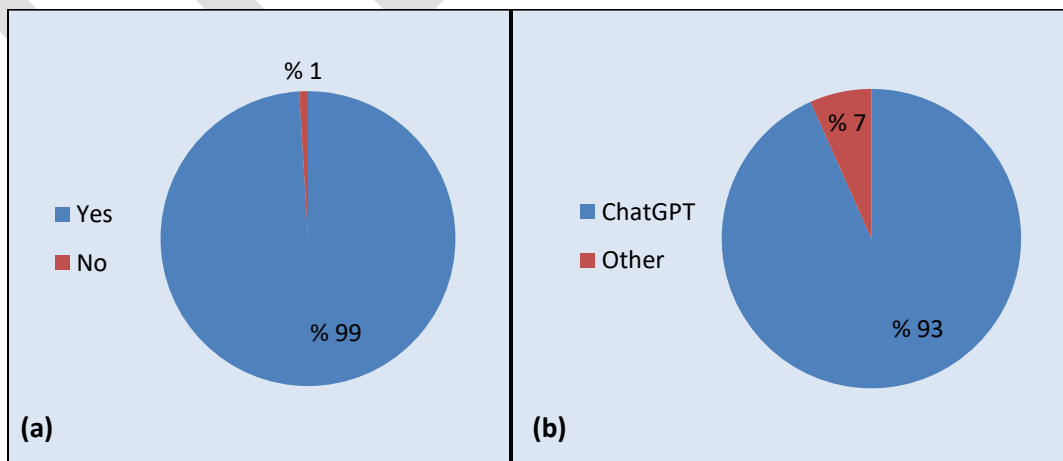 % 1
Yes
No
% 99
(a)
% 7
ChatGPT
Other
% 93
(b)